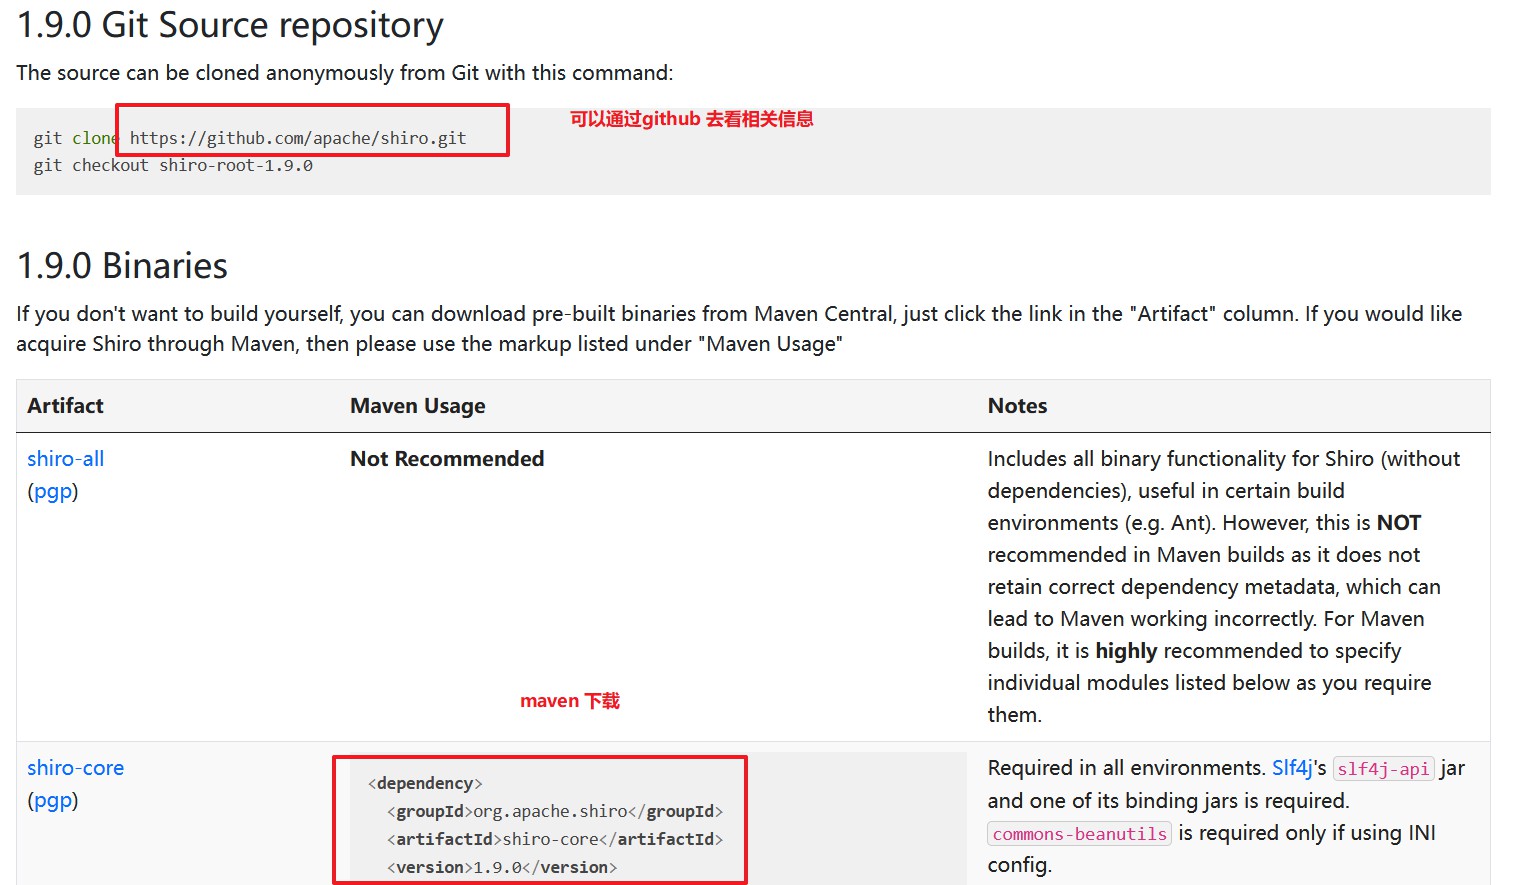 1.9.0 Git Source repository
The source can be cloned anonymously from Git with this command:
可以通过github 去看相关信息
git clone https://github.com/apache/shiro.git
git checkout shiro-root-1.9.0
1.9.0 Binaries
If you don't want to build yourself, you can download pre-built binaries from Maven Central, just click the link in the "Artifact" column. If you would like
acquire Shiro through Maven, then please use the markup listed under "Maven Usage"
Artifact Maven Usage Notes
shiro-all
(pgp)
Not Recommended
Includes all binary functionality for Shiro (without
dependencies), useful in certain build
environments (e.g. Ant). However, this is NOT
recommended in Maven builds as it does not
retain correct dependency metadata, which can
lead to Maven working incorrectly. For Maven
builds, it is highly recommended to specify
individual modules listed below as you require
them.
maven 下载
shiro-core
(pgp)
<dependency>
<groupId>org.apache.shiro</groupId>
<artifactId>shiro-core</artifactId>
<version>1.9.0</version>
Required in all environments. Slf4j's slf4j-api jar
and one of its binding jars is required.
commons-beanutils is required only if using INI
config.